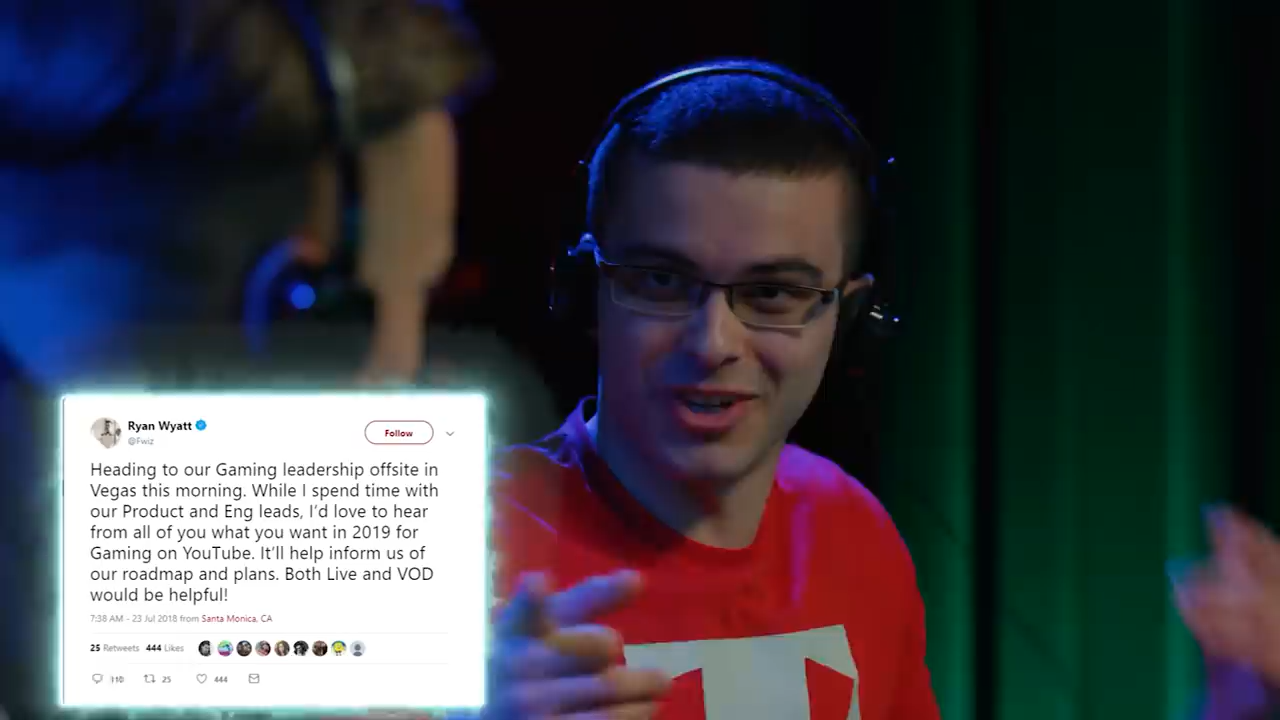 Ryan Wyatt
@Fwiz
Follow
Heading to our Gaming leadership offsite in
Vegas this morning. While I spend time with
our Product and Eng leads, I'd love to hear
from all of you what you want in 2019 for
Gaming on YouTube. It'll help inform us of
our roadmap and plans. Both Live and VOD
would be helpful!
7:38 AM - 23 Jul 2018 from Santa Monica, CA
25 Retweets 444 Likes
110 25 444